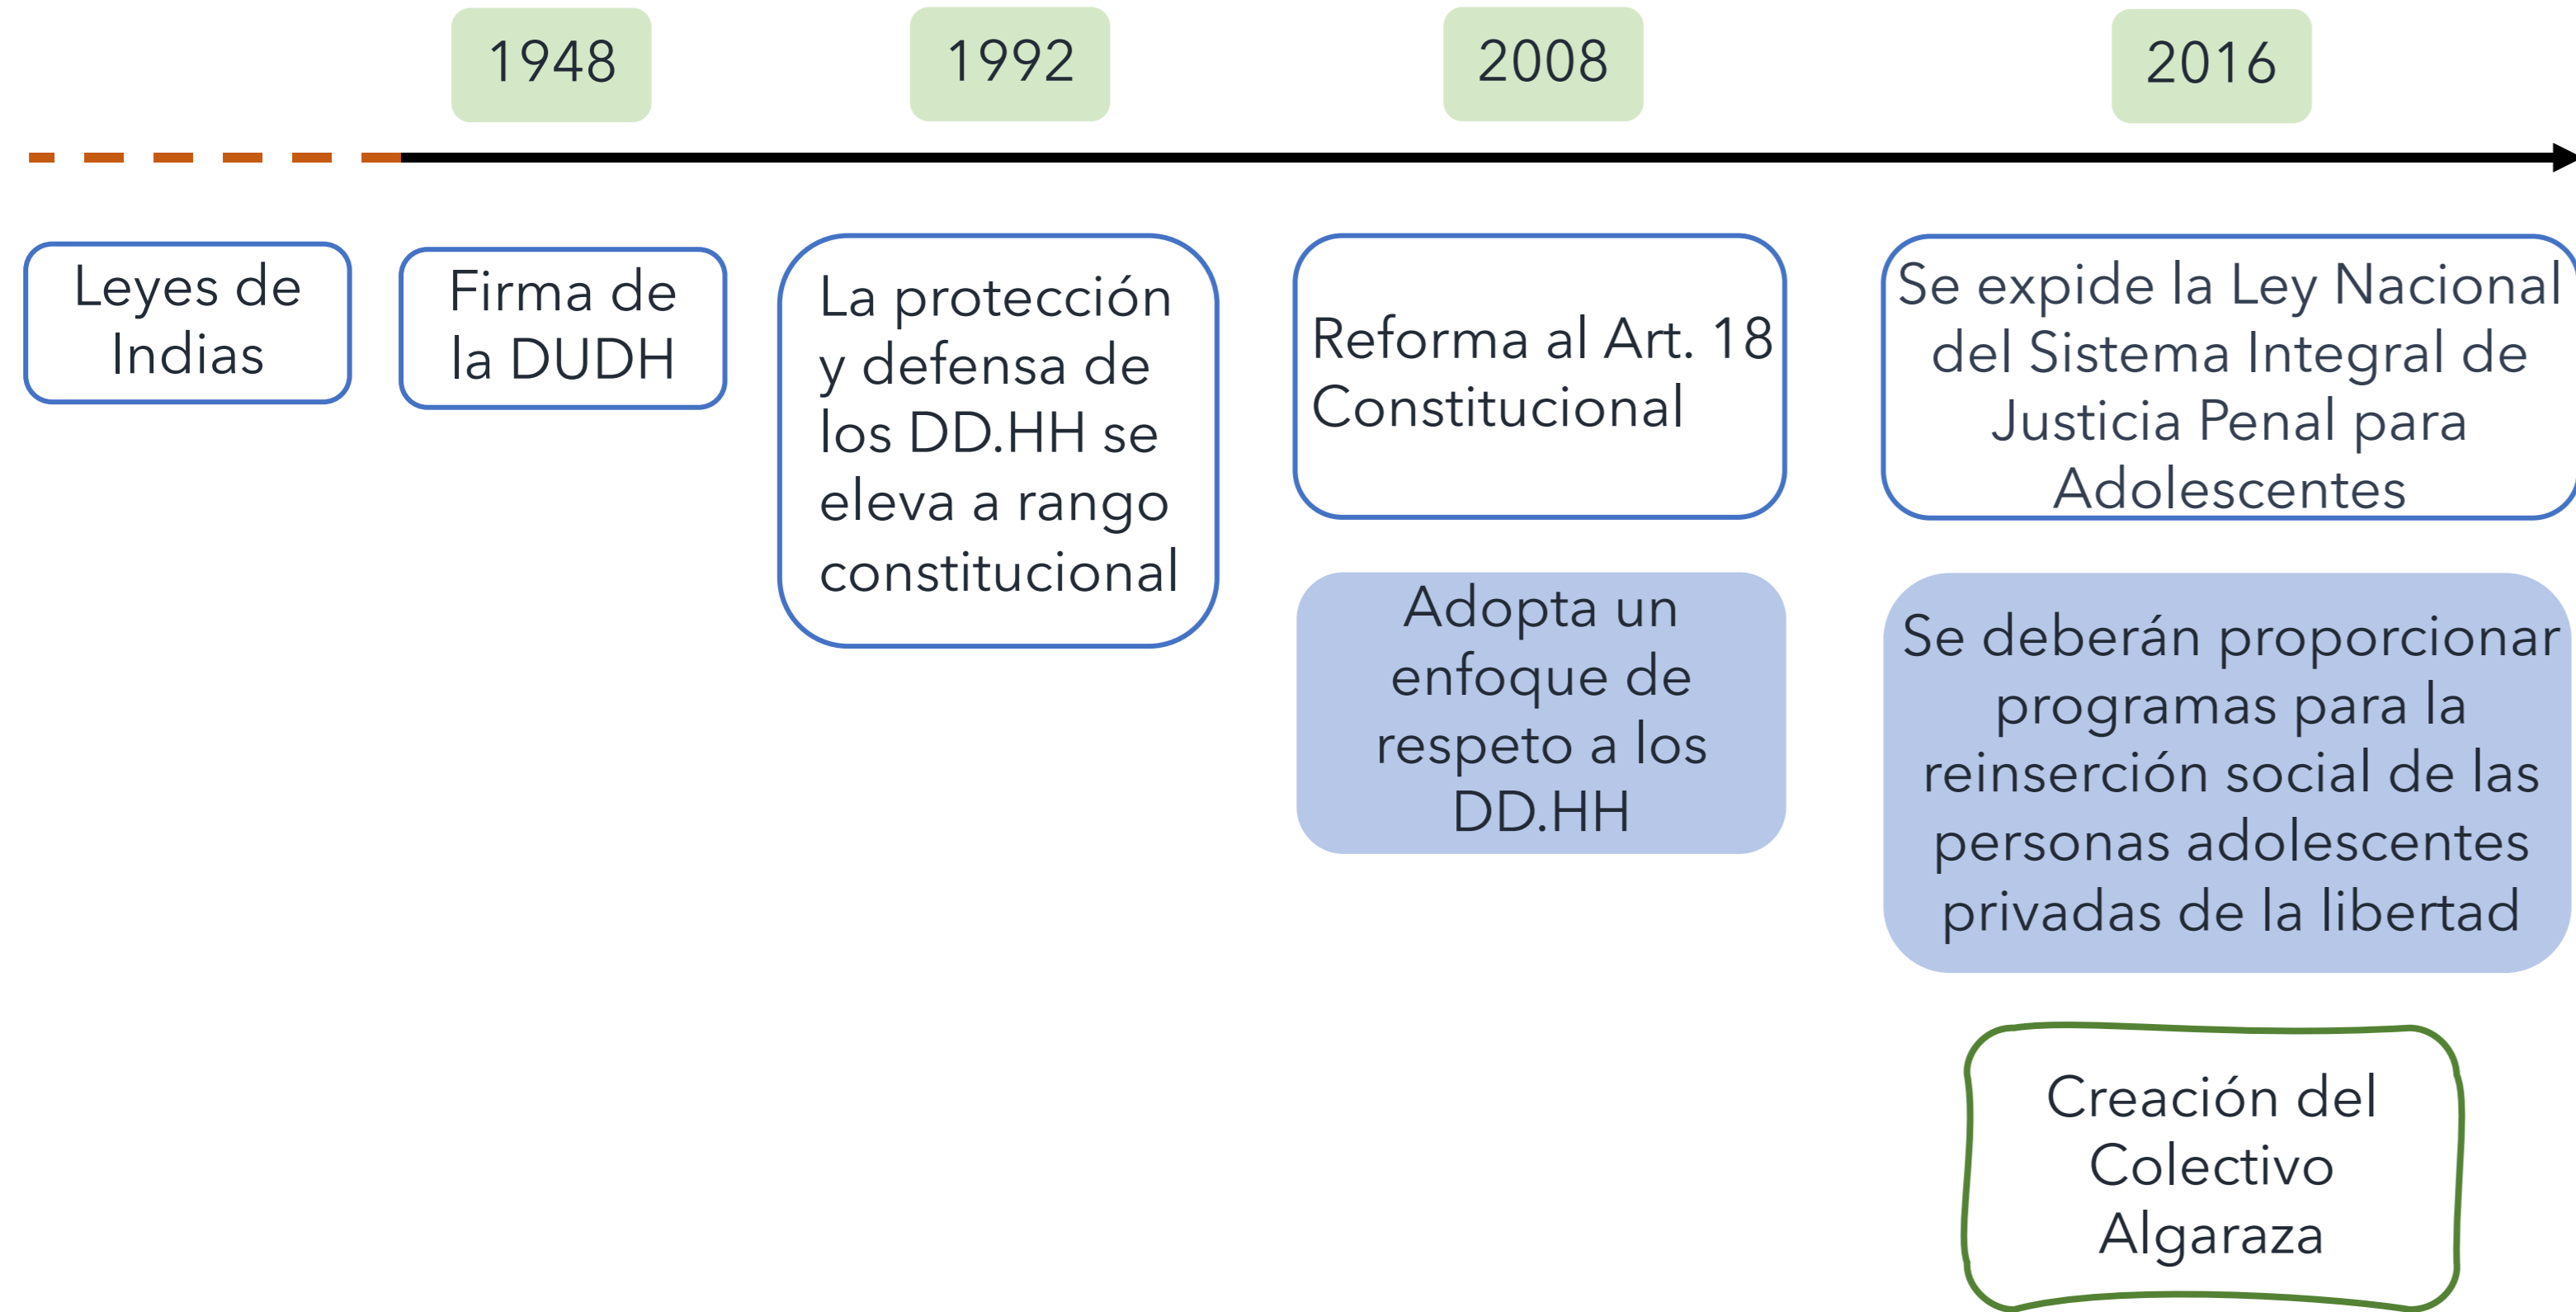 1948
1992
2008
2016
Leyes de
Indias
Firma de
la DUDH
La protección
y defensa de
los DD.HH se
eleva a rango
constitucional
Reforma al Art. 18
Constitucional
Adopta un
enfoque de
respeto a los
DD.HH
Se expide la Ley Nacional
del Sistema Integral de
Justicia Penal para
Adolescentes
Se deberán proporcionar
programas para la
reinserción social de las
personas adolescentes
privadas de la libertad
Creación del
Colectivo
Algaraza